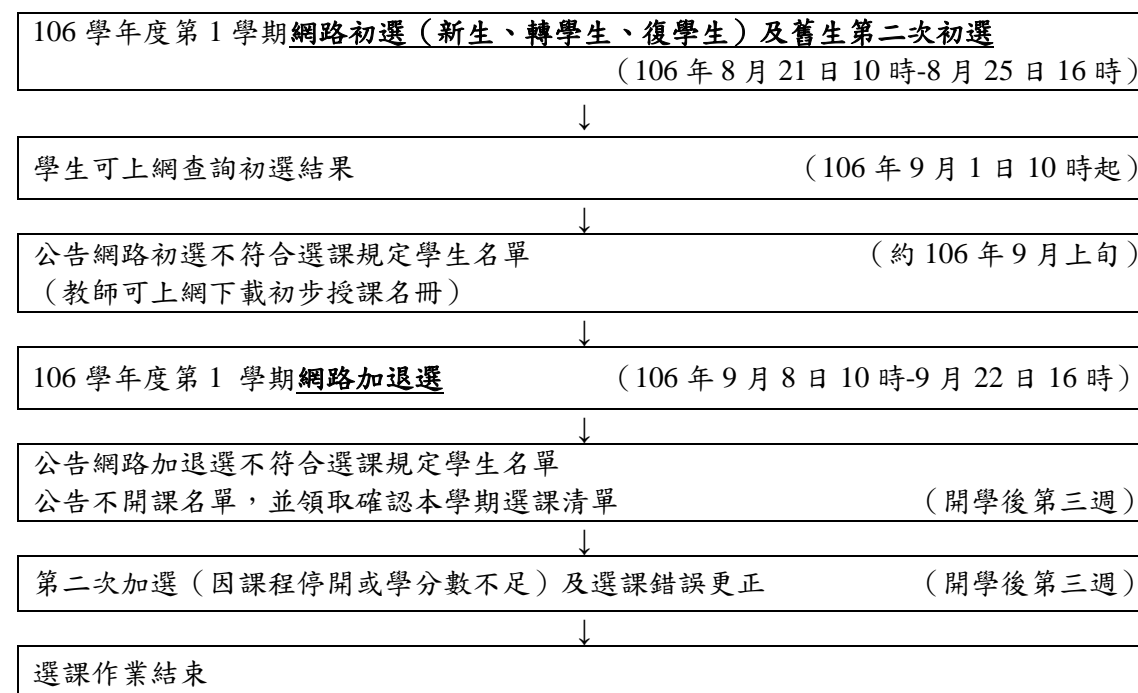 106 學年度第 1 學期網路初選（新生、轉學生、復學生）及舊生第二次初選
（106 年 8 月 21 日 10 時-8 月 25 日 16 時）
↓
學生可上網查詢初選結果 （106 年 9 月 1 日 10 時起）
↓
公告網路初選不符合選課規定學生名單 （約 106 年 9 月上旬）
（教師可上網下載初步授課名冊）
↓
106 學年度第 1 學期網路加退選 （106 年 9 月 8 日 10 時-9 月 22 日 16 時）
↓
公告網路加退選不符合選課規定學生名單
公告不開課名單，並領取確認本學期選課清單 （開學後第三週）
↓
第二次加選（因課程停開或學分數不足）及選課錯誤更正 （開學後第三週）
↓
選課作業結束